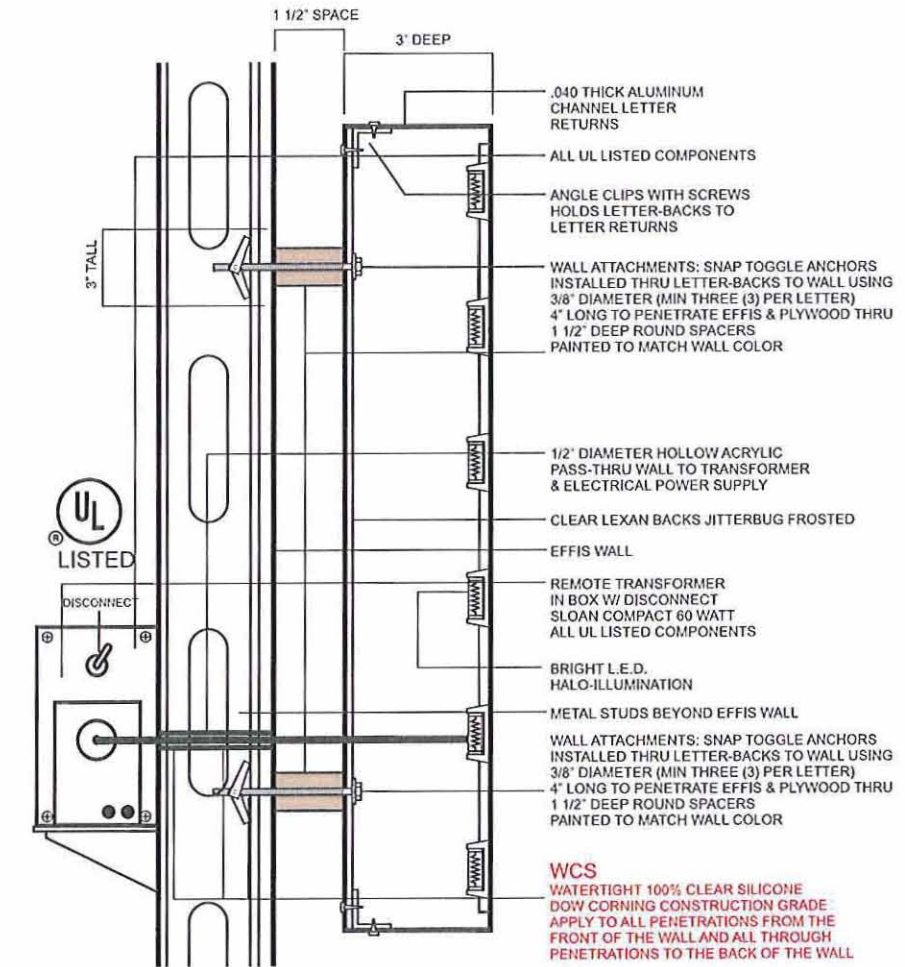 1 1/2" SPACE
3" DEEP
.040 THICK ALUMINUM
CHANNEL LETTER
RETURNS
ALL UL LISTED COMPONENTS
ANGLE CLIPS WITH SCREWS
HOLDS LETTER-BACKS TO
LETTER RETURNS
3" TALL
WALL ATTACHMENTS: SNAP TOGGLE ANCHORS
INSTALLED THRU LETTER-BACKS TO WALL USING
3/8" DIAMETER (MIN THREE (3) PER LETTER)
4" LONG TO PENETRATE EFFIS & PLYWOOD THRU
1 1/2" DEEP ROUND SPACERS
PAINTED TO MATCH WALL COLOR
1/2" DIAMETER HOLLOW ACRYLIC
PASS-THRU WALL TO TRANSFORMER
& ELECTRICAL POWER SUPPLY
UL
®
LISTED
CLEAR LEXAN BACKS JITTERBUG FROSTED
EFFIS WALL
DISCONNECT
REMOTE TRANSFORMER
IN BOX W/ DISCONNECT
SLOAN COMPACT 60 WATT
ALL UL LISTED COMPONENTS
BRIGHT L.E.D.
HALO-ILLUMINATION
METAL STUDS BEYOND EFFIS WALL
WALL ATTACHMENTS: SNAP TOGGLE ANCHORS
INSTALLED THRU LETTER-BACKS TO WALL USING
3/8" DIAMETER (MIN THREE (3) PER LETTER)
4" LONG TO PENETRATE EFFIS & PLYWOOD THRU
1 1/2" DEEP ROUND SPACERS
PAINTED TO MATCH WALL COLOR
WCS
WATERTIGHT 100% CLEAR SILICONE
DOW CORNING CONSTRUCTION GRADE
APPLY TO ALL PENETRATIONS FROM THE
FRONT OF THE WALL AND ALL THROUGH
PENETRATIONS TO THE BACK OF THE WALL